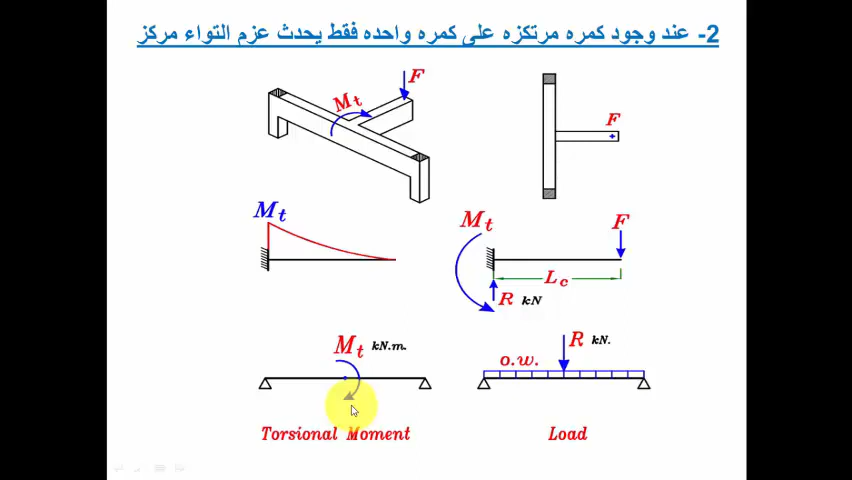 2- عند وجود كمره مرتكزه على كمره واحده فقط يحدث عزم التواء مركز
F
Mt
F
Mt
Mt
F
Lc
R kN
Mt kN.m.
R kN.
o.w.
Torsional Moment
Load